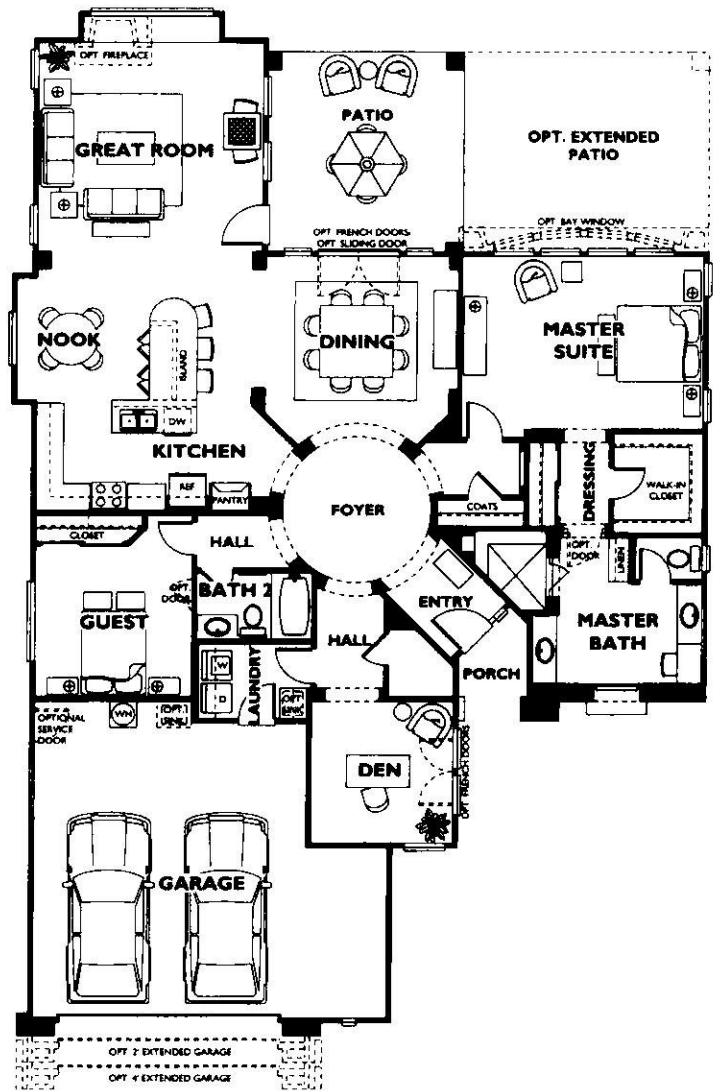 OPT. FIREPLACE
GREAT ROOM
PATIO
OPT. EXTENDED
PATIO
OPT. BAY WINDOW
OPT. FRENCH DOORS
OPT. SLIDING DOOR
NOOK
ISLAND
DINING
MASTER
SUITE
DW
KITCHEN
REF
PANTRY
FOYER
COATS
DRESSING
WALK-IN
CLOSET
CLOSET
HALL
OPT.
DOOR
LINEN
OPT.
DOOR
BATH 2
GUEST
ENTRY
HALL
MASTER
BATH
PORCH
W
D
LAUNDRY
OPT.
SINK
OPTIONAL
SERVICE
DOOR
WH
OPT.
SINK
DEN
OPT. FRENCH DOORS
GARAGE
OPT 2' EXTENDED GARAGE
OPT 4' EXTENDED GARAGE